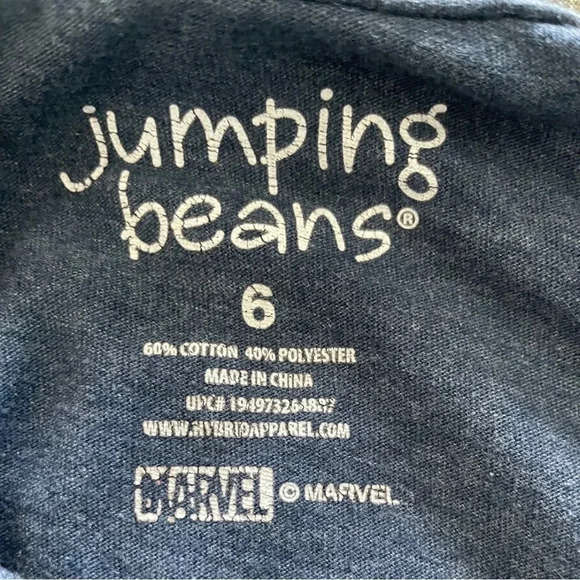 jumping
beans®
6
60% COTTON 40% POLYESTER
MADE IN CHINA
UPC#
WWW.HYBRIDAPPAREL.COM
MARVEL © MARVEL